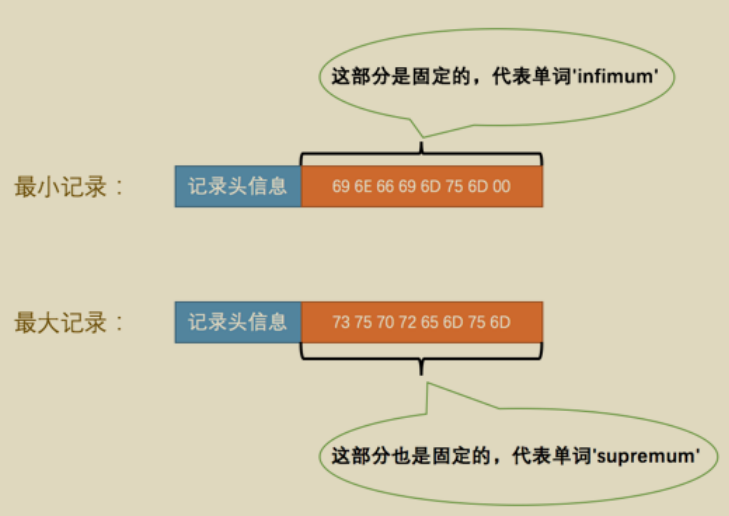 这部分是固定的，代表单词'infimum'
最小记录：
记录头信息
69 6E 66 69 6D 75 6D 00
最大记录：
记录头信息
73 75 70 72 65 6D 75 6D
这部分也是固定的，代表单词'supremum'